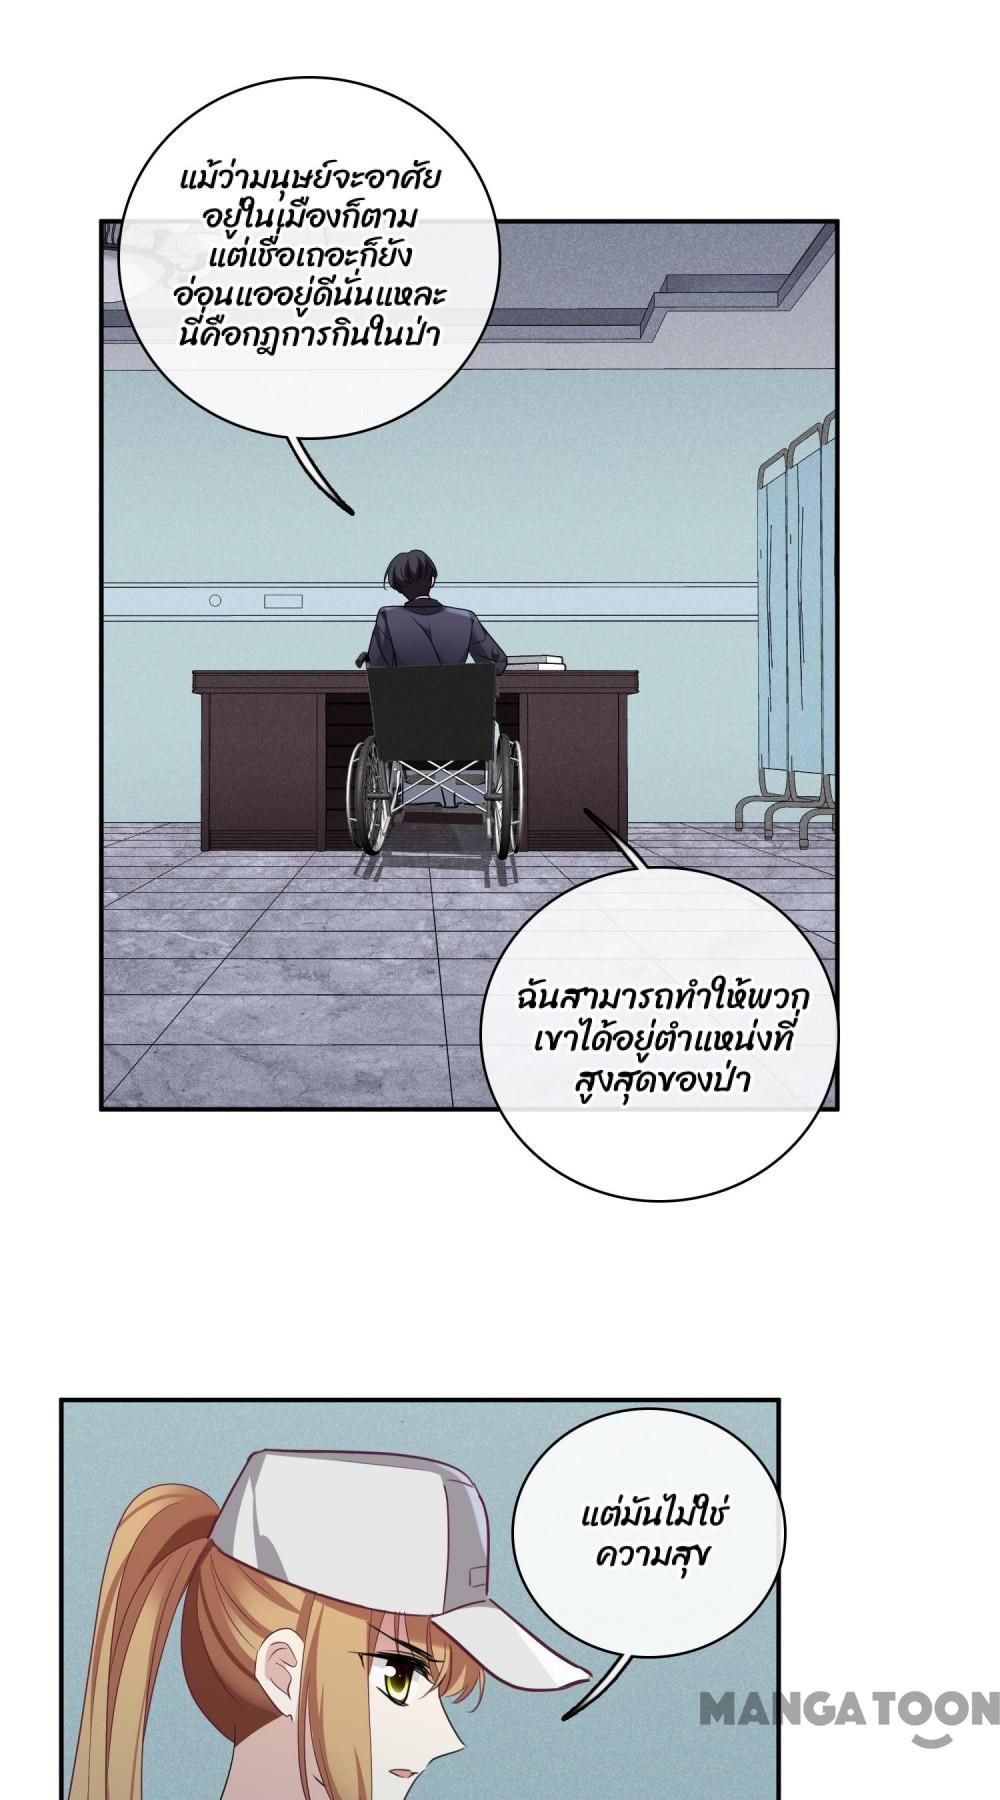 แม้ว่ามนุษย์จะอาศัย
อยู่ในเมืองก็ตาม
แต่เชื่อเถอะก็ยัง
อ่อนแออยู่ดีนั่นแหละ
นี่คือกฎการกินในป่า
ฉันสามารถทำให้พวก
เขาได้อยู่ตำแหน่งที่
สูงสุดของป่า
แต่มันไม่ใช่
ความสุข
MANGATOON